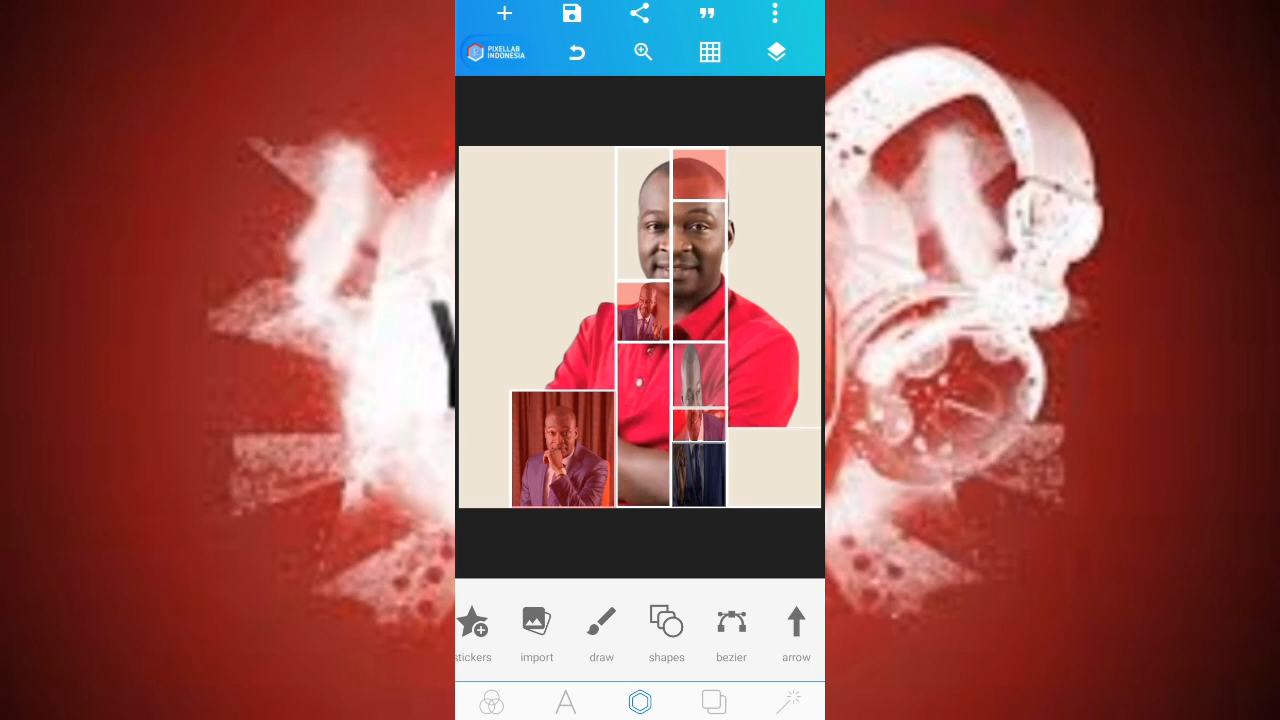 PIXELLAB
INDONESIA
stickers
import
draw
shapes
bezier
arrow